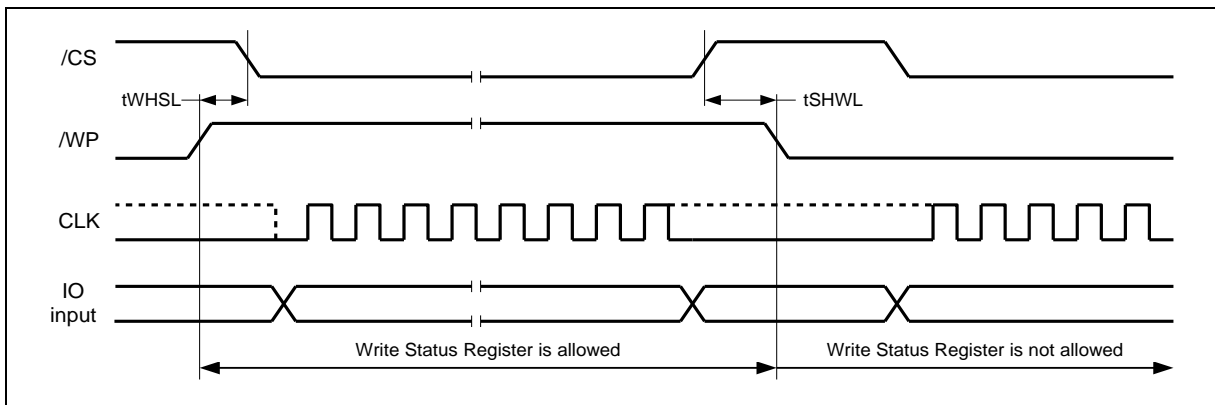 /CS
tWHSL
tSHWL
/WP
CLK
IO
input
Write Status Register is allowed
Write Status Register is not allowed